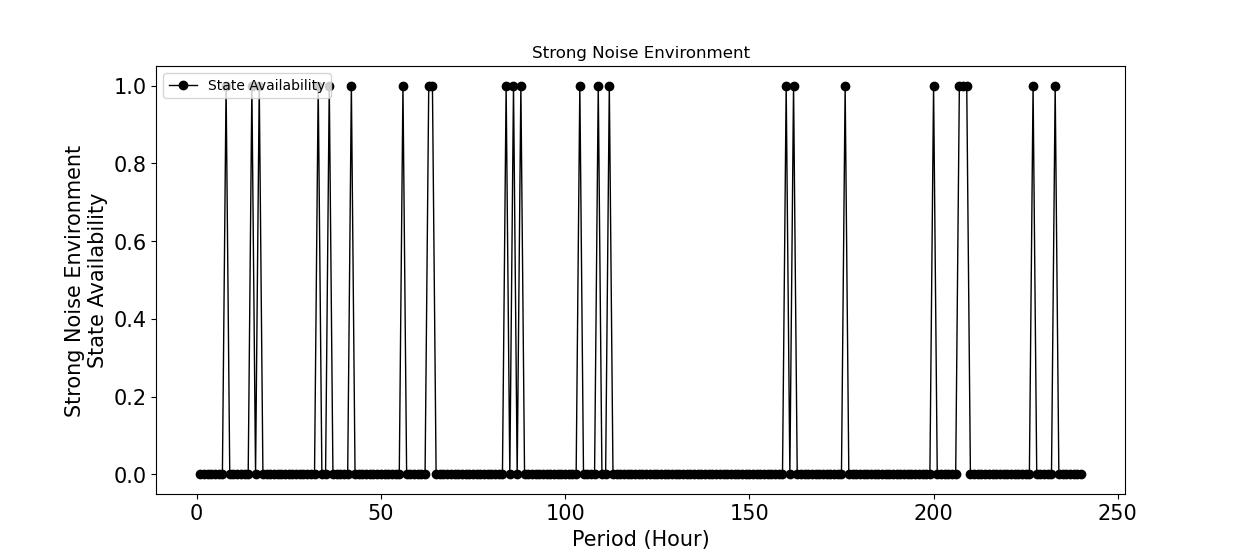 Strong Noise Environment
State Availability
1.0
0.8
0.6
0.4
0.2
0.0
Strong Noise Environment
State Availability
0 50 100 150 200 250
Period (Hour)